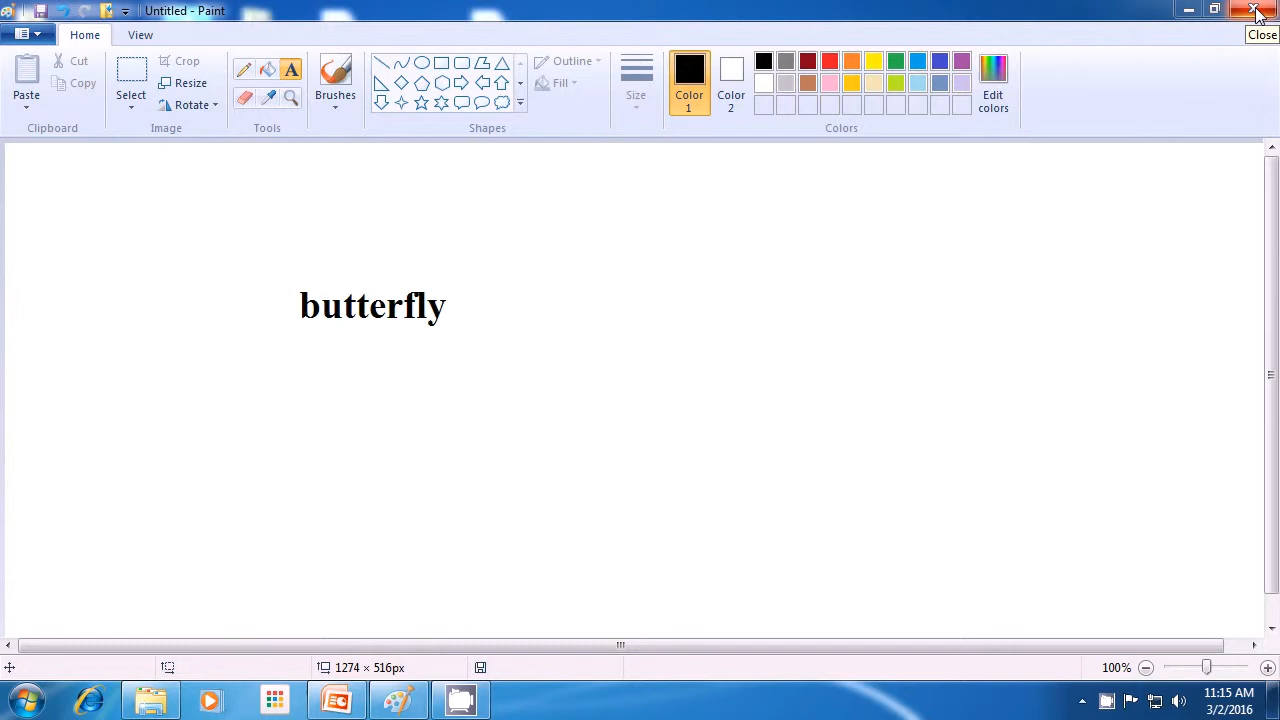 Untitled - Paint
Close
Home
View
Paste
Cut
Copy
Clipboard
Select
Crop
Resize
Rotate
Image
A
Tools
Brushes
Shapes
Outline
Fill
Size
Color 1
Color 2
Edit colors
Colors
butterfly
1274 × 516px
100%
11:15 AM
3/2/2016